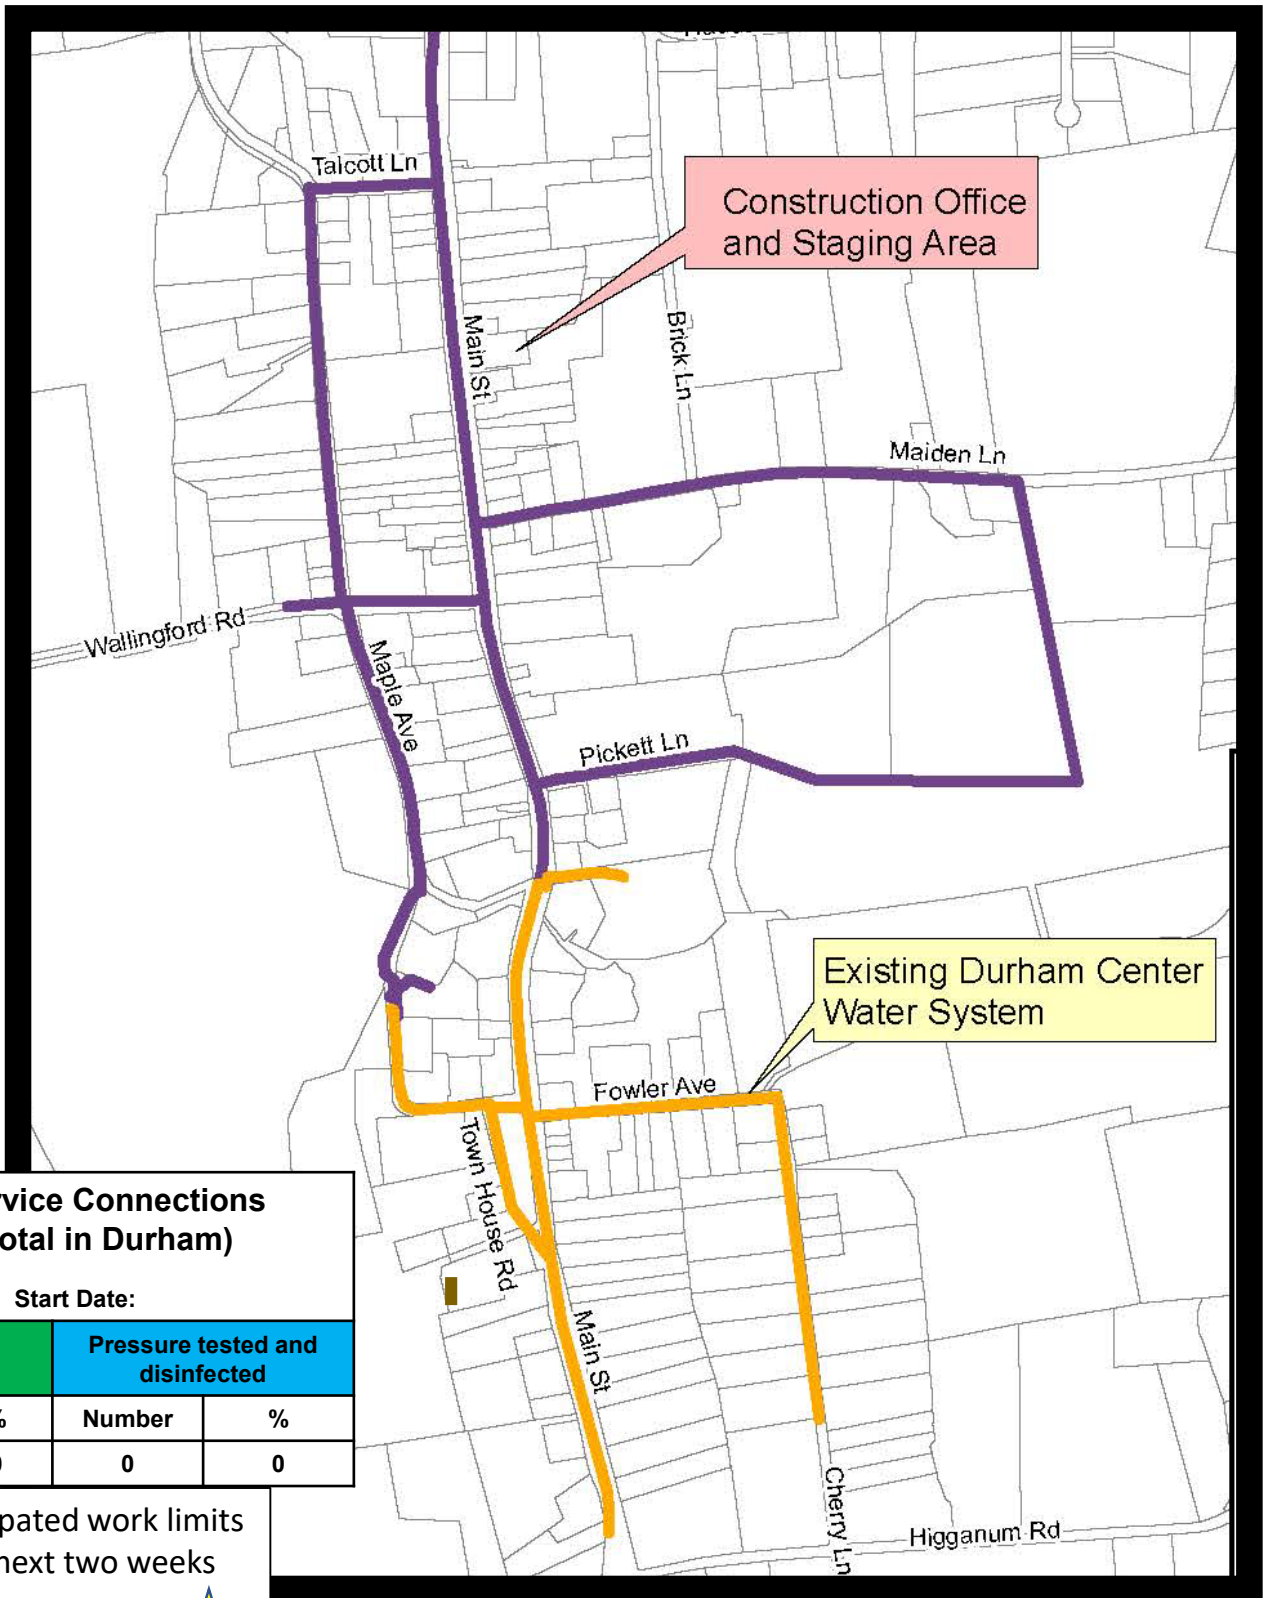 Talcott Ln
Construction Office
and Staging Area
Main St
Brick Ln
Maiden Ln
Wallingford Rd
Maple Ave
Pickett Ln
Existing Durham Center
Water System
Fowler Ave
Town House Rd
Main St
Cherry Ln
Higganum Rd
vice Connections
otal in Durham)
Start Date:
Pressure tested and
disinfected
% Number %
0 0
pated work limits
next two weeks